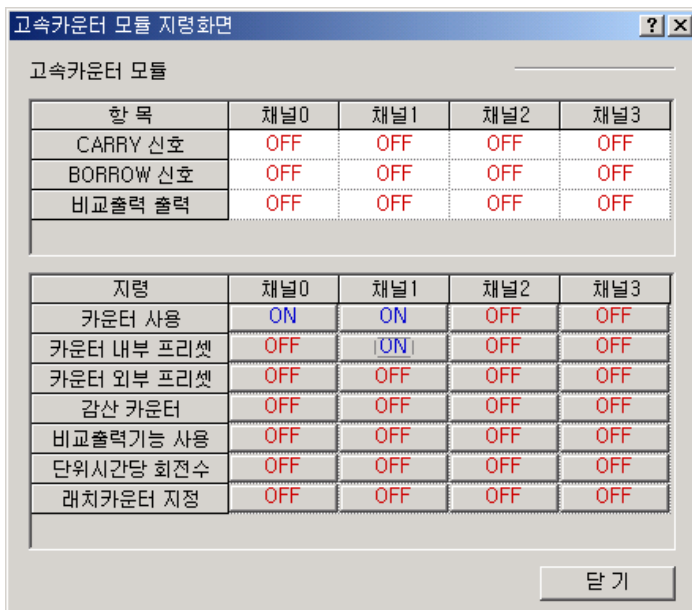 고속카운터 모듈 지령화면
고속카운터 모듈
항 목 채널0 채널1 채널2 채널3
CARRY 신호 OFF OFF OFF OFF
BORROW 신호 OFF OFF OFF OFF
비교출력 출력 OFF OFF OFF OFF
지령 채널0 채널1 채널2 채널3
카운터 사용 ON ON OFF OFF
카운터 내부 프리셋 OFF ON OFF OFF
카운터 외부 프리셋 OFF OFF OFF OFF
감산 카운터 OFF OFF OFF OFF
비교출력기능 사용 OFF OFF OFF OFF
단위시간당 회전수 OFF OFF OFF OFF
래치카운터 지정 OFF OFF OFF OFF
닫 기